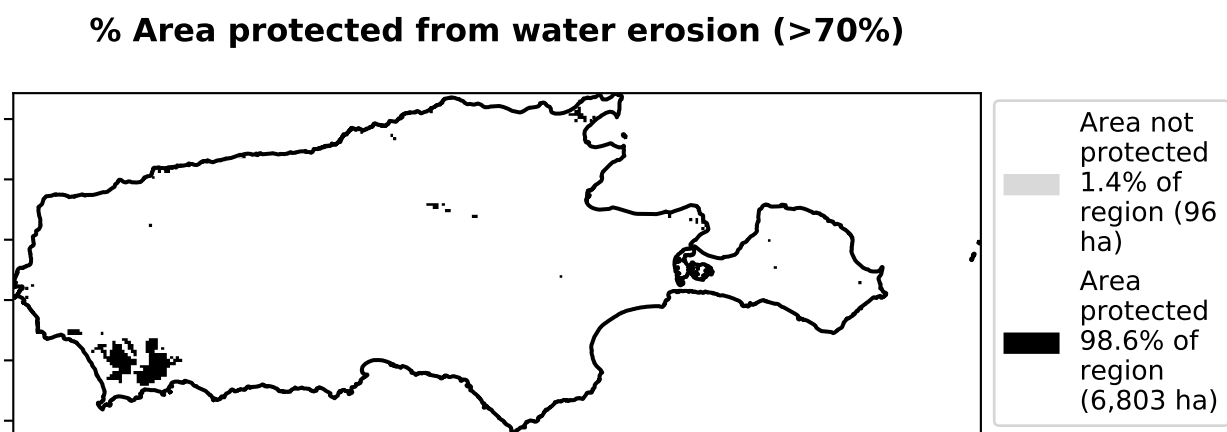 % Area protected from water erosion (>70%)
Area not
protected
1.4% of
region (96
ha)
Area
protected
98.6% of
region
(6,803 ha)